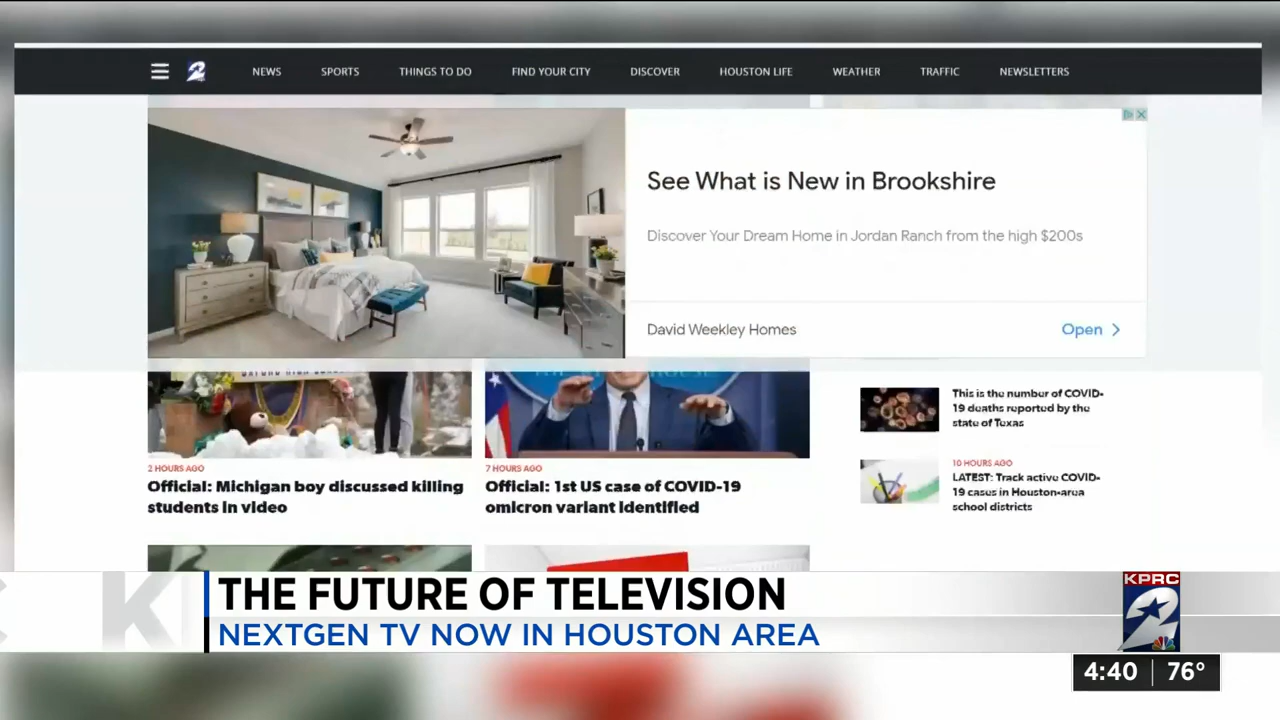 2
NEWS
SPORTS
THINGS TO DO
FIND YOUR CITY
DISCOVER
HOUSTON LIFE
WEATHER
TRAFFIC
NEWSLETTERS
See What is New in Brookshire
Discover Your Dream Home in Jordan Ranch from the high $200s
David Weekley Homes
Open
2 HOURS AGO
Official: Michigan boy discussed killing
students in video
7 HOURS AGO
Official: 1st US case of COVID-19
omicron variant identified
This is the number of COVID-
19 deaths reported by the
state of Texas
10 HOURS AGO
LATEST: Track active COVID-
19 cases in Houston-area
school districts
THE FUTURE OF TELEVISION
NEXTGEN TV NOW IN HOUSTON AREA
KPRC
2
4:40
76°